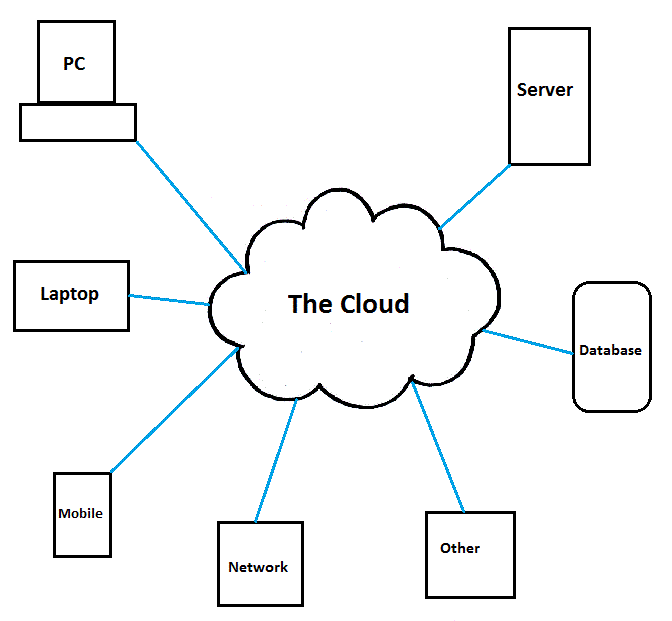 PC
Server
Laptop
The Cloud
Database
Mobile
Network
Other